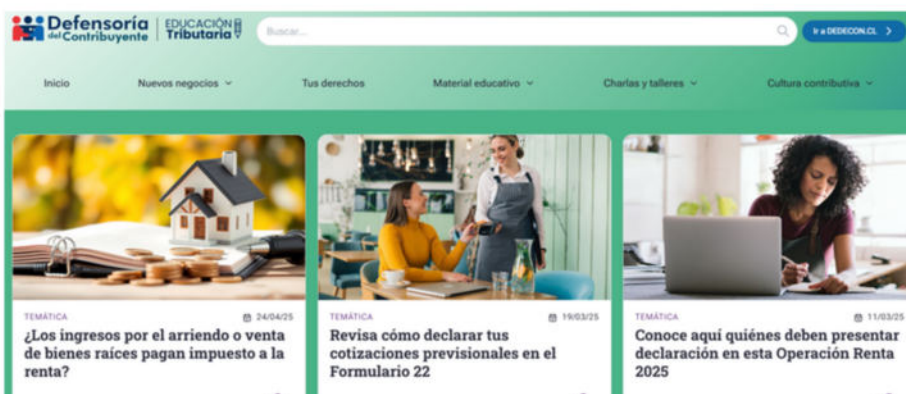 Defensoría
del Contribuyente
EDUCACIÓN
Tributaria
Buscar...
Ir a DEDECON.CL
Inicio
Nuevos negocios
Tus derechos
Material educativo
Charlas y talleres
Cultura contributiva
TEMÁTICA
24/04/25
¿Los ingresos por el arriendo o venta
de bienes raíces pagan impuesto a la
renta?
TEMÁTICA
19/03/25
Revisa cómo declarar tus
cotizaciones previsionales en el
Formulario 22
TEMÁTICA
11/03/25
Conoce aquí quiénes deben presentar
declaración en esta Operación Renta
2025